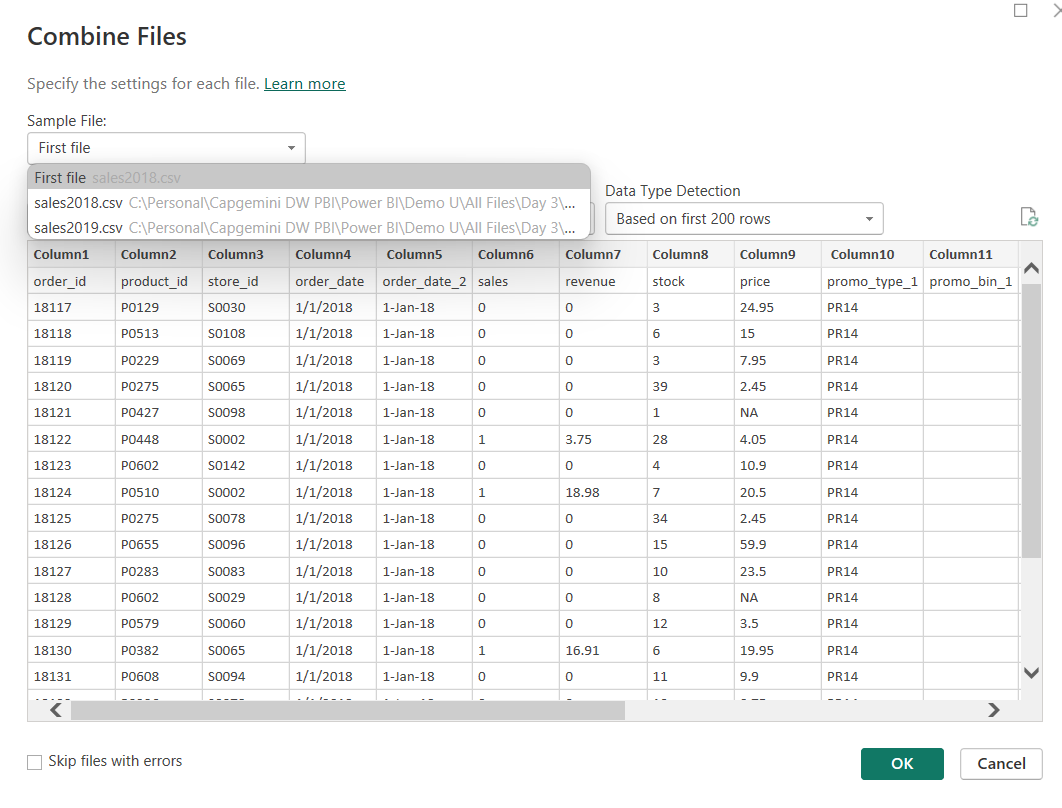 Combine Files
Specify the settings for each file. Learn more
Sample File:
First file
First file sales2018.csv
sales2018.csv C:\Personal\Capgemini DW PBI\Power BI\Demo U\All Files\Day 3\...
sales2019.csv C:\Personal\Capgemini DW PBI\Power BI\Demo U\All Files\Day 3\...
Data Type Detection
Based on first 200 rows
Column1 Column2 Column3 Column4 Column5 Column6 Column7 Column8 Column9 Column10 Column11
order_id product_id store_id order_date order_date_2 sales revenue stock price promo_type_1 promo_bin_1
18117 P0129 S0030 1/1/2018 1-Jan-18 0 0 3 24.95 PR14
18118 P0513 S0108 1/1/2018 1-Jan-18 0 0 6 15 PR14
18119 P0229 S0069 1/1/2018 1-Jan-18 0 0 3 7.95 PR14
18120 P0275 S0065 1/1/2018 1-Jan-18 0 0 39 2.45 PR14
18121 P0427 S0098 1/1/2018 1-Jan-18 0 0 1 NA PR14
18122 P0448 S0002 1/1/2018 1-Jan-18 1 3.75 28 4.05 PR14
18123 P0602 S0142 1/1/2018 1-Jan-18 0 0 4 10.9 PR14
18124 P0510 S0002 1/1/2018 1-Jan-18 1 18.98 7 20.5 PR14
18125 P0275 S0078 1/1/2018 1-Jan-18 0 0 34 2.45 PR14
18126 P0655 S0096 1/1/2018 1-Jan-18 0 0 15 59.9 PR14
18127 P0283 S0083 1/1/2018 1-Jan-18 0 0 10 23.5 PR14
18128 P0602 S0029 1/1/2018 1-Jan-18 0 0 8 NA PR14
18129 P0579 S0060 1/1/2018 1-Jan-18 0 0 12 3.5 PR14
18130 P0382 S0065 1/1/2018 1-Jan-18 1 16.91 6 19.95 PR14
18131 P0608 S0094 1/1/2018 1-Jan-18 0 0 11 9.9 PR14
Skip files with errors
OK
Cancel